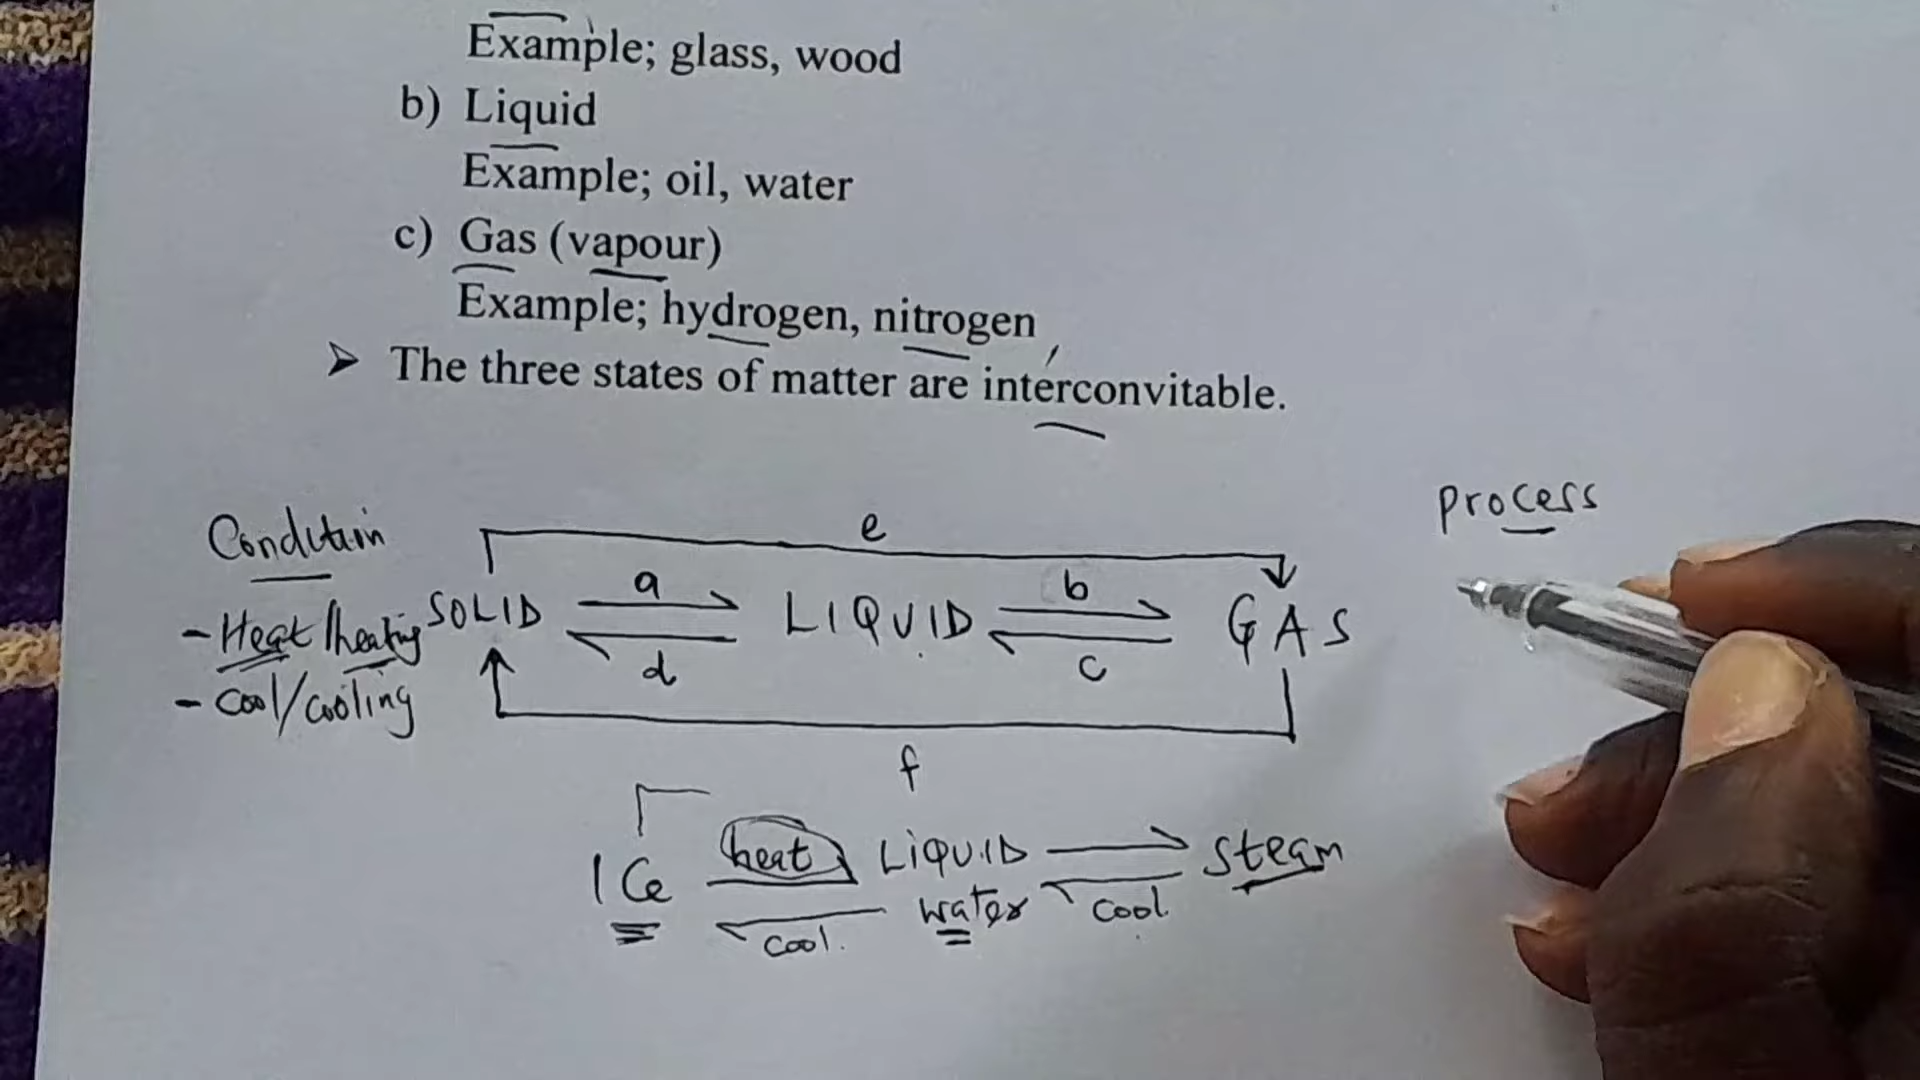 Example; glass, wood
b) Liquid
Example; oil, water
c) Gas (vapour)
Example; hydrogen, nitrogen
➤ The three states of matter are interconvitable.
process
Condition
- Heat/heating
- cool/cooling
e
SOLID a LIQUID b GAS
d c
f
ICe heat LIQUID steam
cool. water cool.